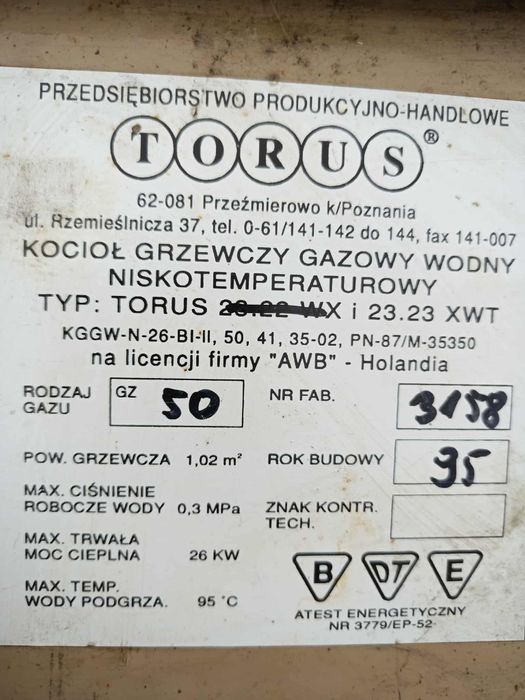 PRZEDSIĘBIORSTWO PRODUKCYJNO-HANDLOWE
TORUS®
62-081 Przeźmierowo k/Poznania
ul. Rzemieślnicza 37, tel. 0-61/141-142 do 144, fax 141-007
KOCIOŁ GRZEWCZY GAZOWY WODNY
NISKOTEMPERATUROWY
TYP: TORUS 23.22 WX i 23.23 XWT
KGGW-N-26-BI-II, 50, 41, 35-02, PN-87/M-35350
na licencji firmy "AWB" - Holandia
RODZAJ GAZU GZ 50
NR FAB. 3158
POW. GRZEWCZA 1,02 m²
ROK BUDOWY 95
MAX. CIŚNIENIE
ROBOCZE WODY 0,3 MPa
ZNAK KONTR.
TECH.
MAX. TRWAŁA
MOC CIEPLNA 26 KW
B DT E
MAX. TEMP.
WODY PODGRZA. 95 °C
ATEST ENERGETYCZNY
NR 3779/EP-52